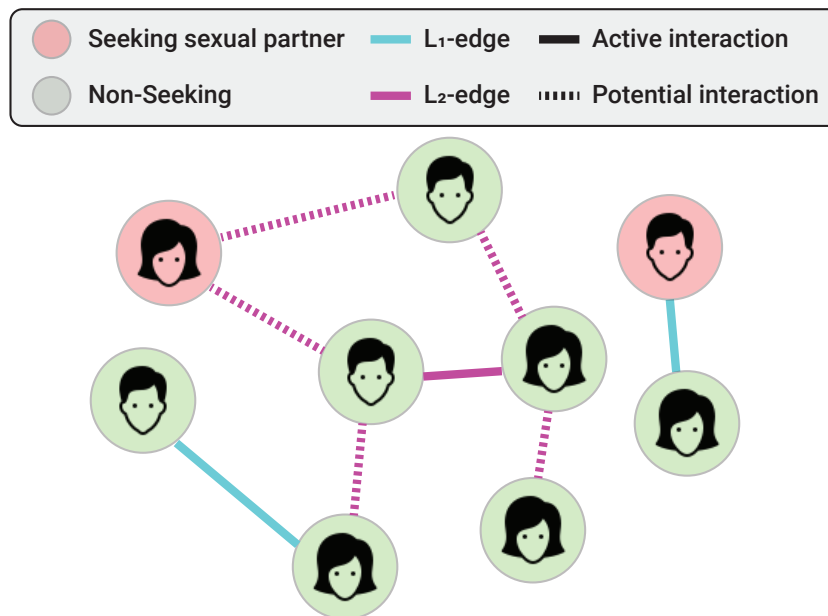 Seeking sexual partner L₁-edge Active interaction
Non-Seeking L₂-edge Potential interaction